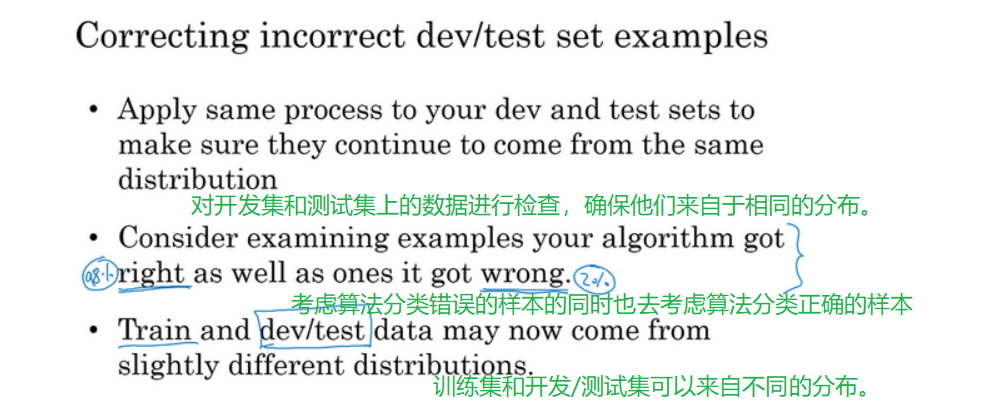 Correcting incorrect dev/test set examples
• Apply same process to your dev and test sets to
make sure they continue to come from the same
distribution
对开发集和测试集上的数据进行检查，确保他们来自于相同的分布。
• Consider examining examples your algorithm got
98% right as well as ones it got wrong. 2%
考虑算法分类错误的样本的同时也去考虑算法分类正确的样本
• Train and dev/test data may now come from
slightly different distributions.
训练集和开发/测试集可以来自不同的分布。